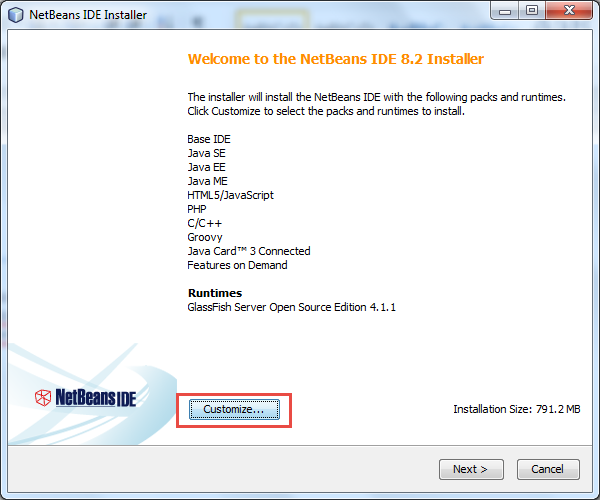 NetBeans IDE Installer
Welcome to the NetBeans IDE 8.2 Installer
The installer will install the NetBeans IDE with the following packs and runtimes.
Click Customize to select the packs and runtimes to install.
Base IDE
Java SE
Java EE
Java ME
HTML5/JavaScript
PHP
C/C++
Groovy
Java Card™ 3 Connected
Features on Demand
Runtimes
GlassFish Server Open Source Edition 4.1.1
NetBeans IDE
Customize...
Installation Size: 791.2 MB
Next >
Cancel